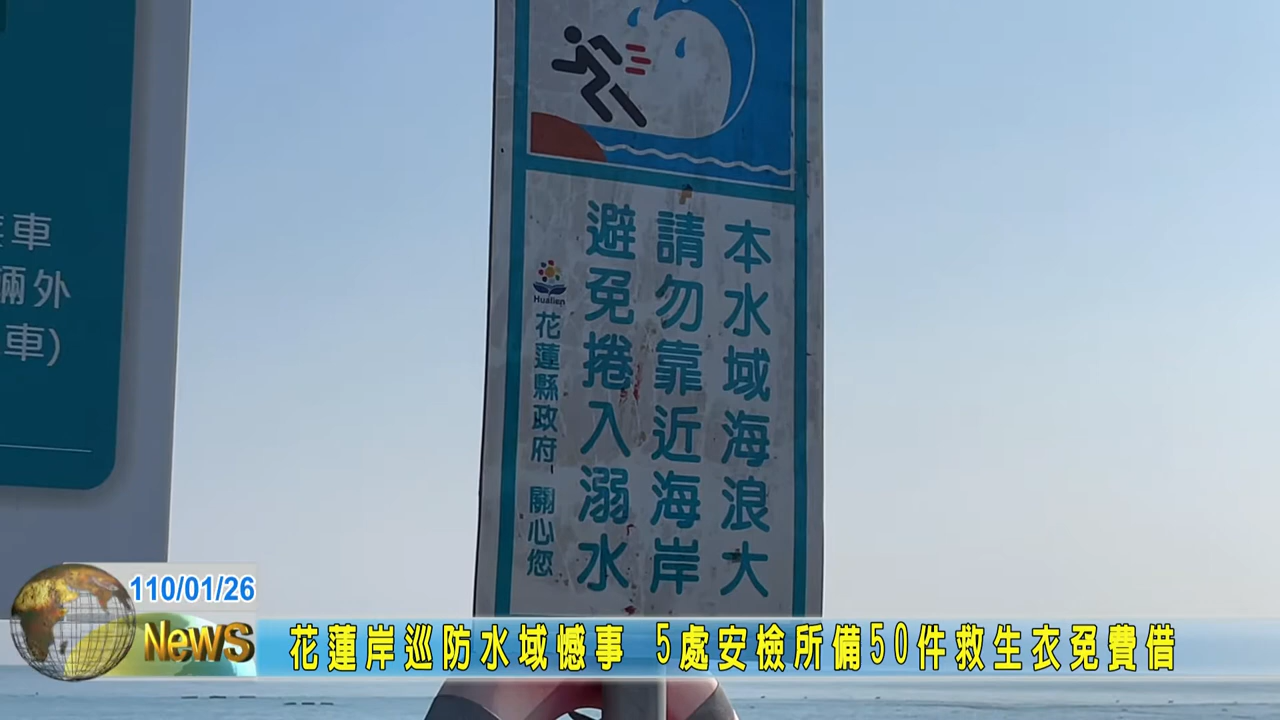 本水域海浪大
請勿靠近海岸
避免捲入溺水
Hualien
花蓮縣政府 關心您
車
輛外
車)
110/01/26
NewS
花蓮岸巡防水域憾事 5處安檢所備50件救生衣免費借